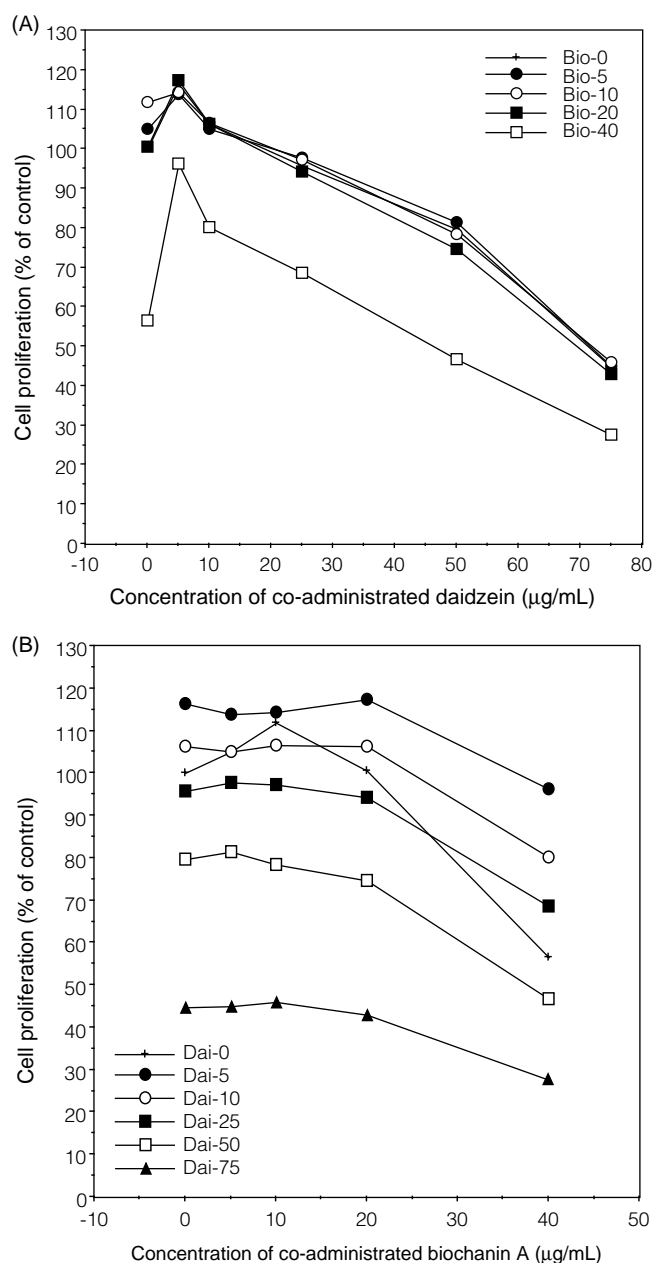 (A)
130
120
110
100
90
80
70
60
50
40
30
20
10
0
Cell proliferation (% of control)
Bio-0
Bio-5
Bio-10
Bio-20
Bio-40
-10 0 10 20 30 40 50 60 70 80
Concentration of co-administrated daidzein (μg/mL)
(B)
130
120
110
100
90
80
70
60
50
40
30
20
10
0
Cell proliferation (% of control)
Dai-0
Dai-5
Dai-10
Dai-25
Dai-50
Dai-75
-10 0 10 20 30 40 50
Concentration of co-administrated biochanin A (μg/mL)